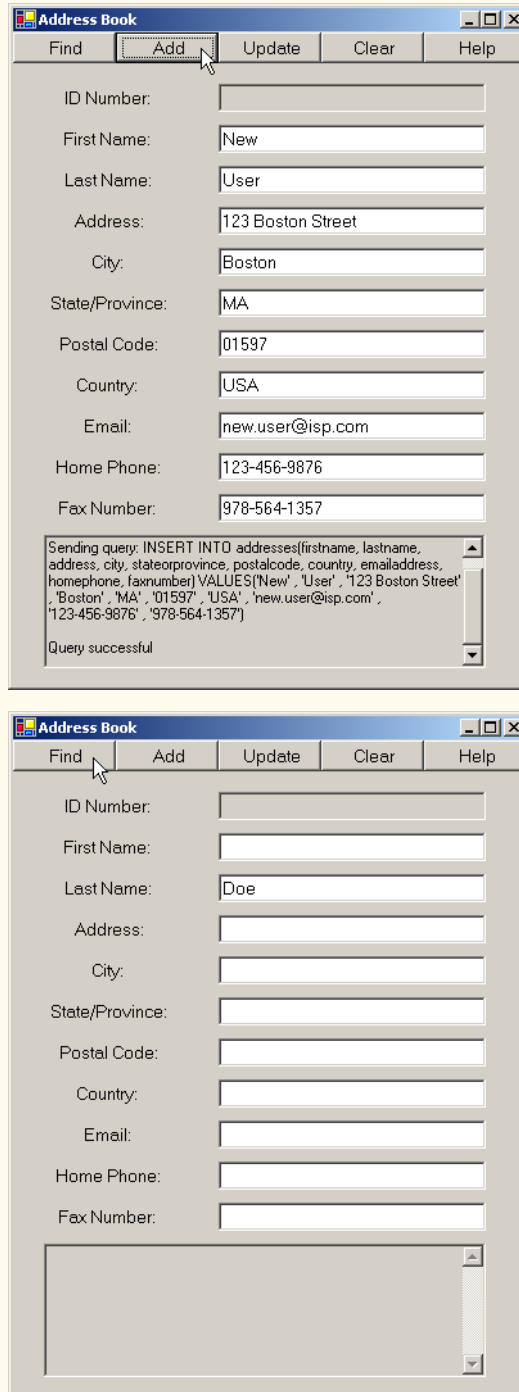 Address Book
Find Add Update Clear Help
ID Number:
First Name: New
Last Name: User
Address: 123 Boston Street
City: Boston
State/Province: MA
Postal Code: 01597
Country: USA
Email: new.user@isp.com
Home Phone: 123-456-9876
Fax Number: 978-564-1357
Sending query: INSERT INTO addresses(firstname, lastname,
address, city, stateorprovince, postalcode, country, emailaddress,
homephone, faxnumber) VALUES('New' , 'User' , '123 Boston Street'
, 'Boston' , 'MA' , '01597' , 'USA' , 'new.user@isp.com' ,
'123-456-9876' , '978-564-1357')
Query successful
Address Book
Find Add Update Clear Help
ID Number:
First Name:
Last Name: Doe
Address:
City:
State/Province:
Postal Code:
Country:
Email:
Home Phone:
Fax Number: